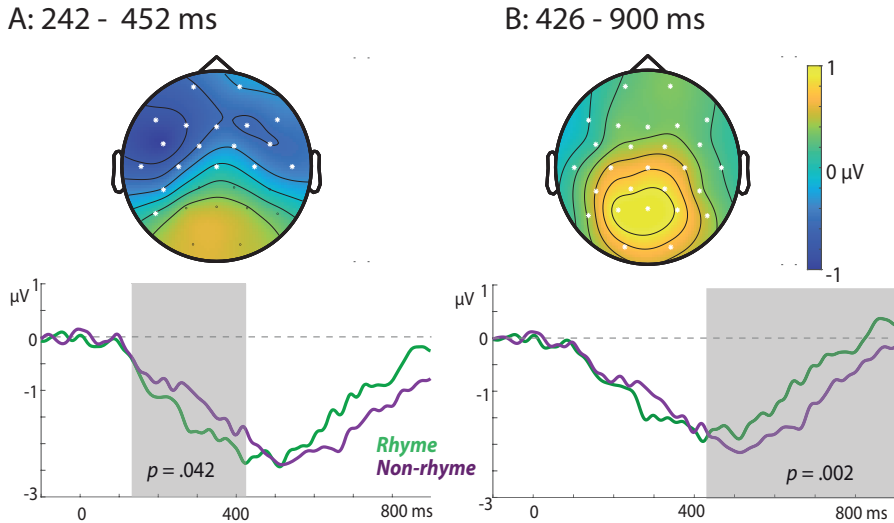 A: 242 - 452 ms
B: 426 - 900 ms
1
0 µV
-1
1
µV
0
-1
-3
p = .042
Rhyme
Non-rhyme
0
400
800 ms
1
µV
0
-1
-3
p = .002
0
400
800 ms